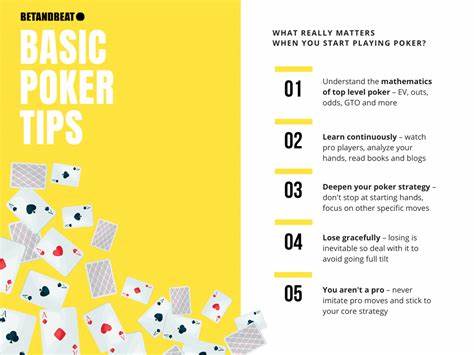 BETANDBEAT
BASIC
POKER
TIPS
WHAT REALLY MATTERS
WHEN YOU START PLAYING POKER?
01
Understand the mathematics
of top level poker – EV, outs,
odds, GTO and more
02
Learn continuously – watch
pro players, analyze your
hands, read books and blogs
03
Deepen your poker strategy –
don't stop at starting hands,
focus on other specific moves
04
Lose gracefully – losing is
inevitable so deal with it to
avoid going full tilt
05
You aren't a pro – never
imitate pro moves and stick to
your core strategy